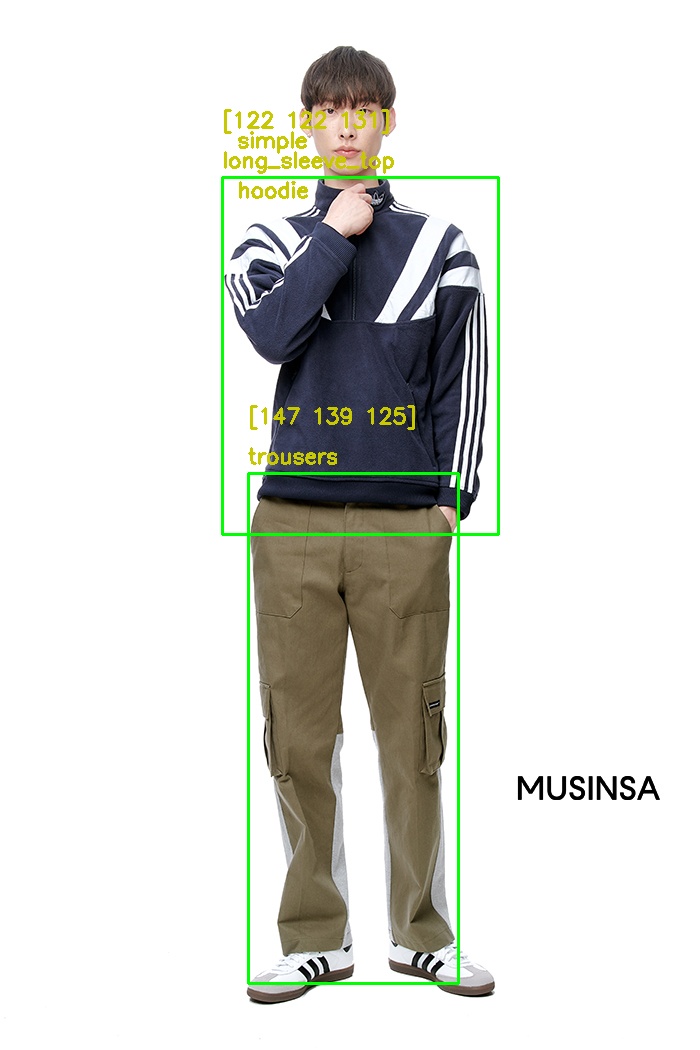 [122 122 131]
simple
long_sleeve_top
hoodie
[147 139 125]
trousers
MUSINSA